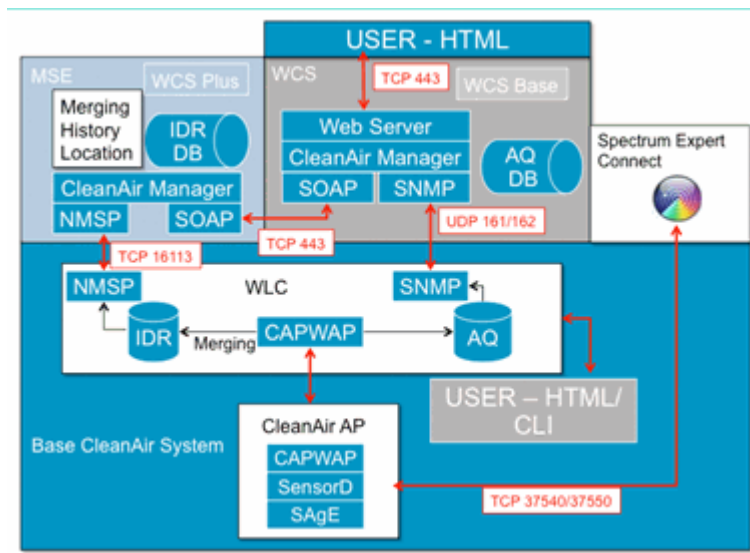 USER - HTML
MSE
WCS Plus
WCS
TCP 443
WCS Base
Merging
History
Location
IDR
DB
Web Server
CleanAir Manager
SOAP
SNMP
AQ
DB
Spectrum Expert
Connect
CleanAir Manager
NMSP
SOAP
UDP 161/162
TCP 443
TCP 16113
NMSP
WLC
SNMP
IDR
Merging
CAPWAP
AQ
USER – HTML/
CLI
Base CleanAir System
CleanAir AP
CAPWAP
SensorD
SAgE
TCP 37540/37550